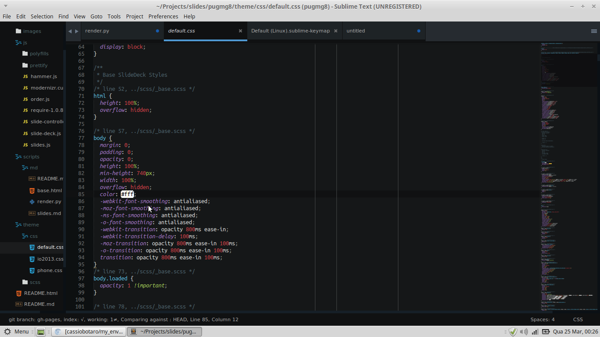 ~/Projects/slides/pugmg8/theme/css/default.css (pugmg8) - Sublime Text (UNREGISTERED)
File Edit Selection Find View Goto Tools Project Preferences Help
render.py
default.css
Default (Linux).sublime-keymap
untitled
images
js
polyfills
prettify
hammer.js
modernizr.cu
order.js
require-1.0.8
slide-control
slide-deck.js
slides.js
scripts
md
README.m
base.html
render.py
slides.md
theme
css
default.css
io2013.css
phone.css
scss
README.html
README.md
64 display: block;
65 }
66
67 /**
68 * Base SlideDeck Styles
69 */
70 /* line 52, ../scss/_base.scss */
71 html {
72 height: 100%;
73 overflow: hidden;
74 }
75
76 /* line 57, ../scss/_base.scss */
77 body {
78 margin: 0;
79 padding: 0;
80 opacity: 0;
81 height: 100%;
82 min-height: 740px;
83 width: 100%;
84 overflow: hidden;
85 color: #fff;
86 -webkit-font-smoothing: antialiased;
87 -moz-font-smoothing: antialiased;
88 -ms-font-smoothing: antialiased;
89 -o-font-smoothing: antialiased;
90 -webkit-transition: opacity 800ms ease-in;
91 -webkit-transition-delay: 100ms;
92 -moz-transition: opacity 800ms ease-in 100ms;
93 -o-transition: opacity 800ms ease-in 100ms;
94 transition: opacity 800ms ease-in 100ms;
95 }
96 /* line 73, ../scss/_base.scss */
97 body.loaded {
98 opacity: 1 !important;
99 }
100
101 /* line 78, ../scss/_base.scss */
git branch: gh-pages, index: ✓, working: 1≠, Comparing against : HEAD, Line 85, Column 12
Spaces: 4
CSS
Menu
[cassiobotaro/my_env...
~/Projects/slides/pug...
Qua 25 Mar, 00:26